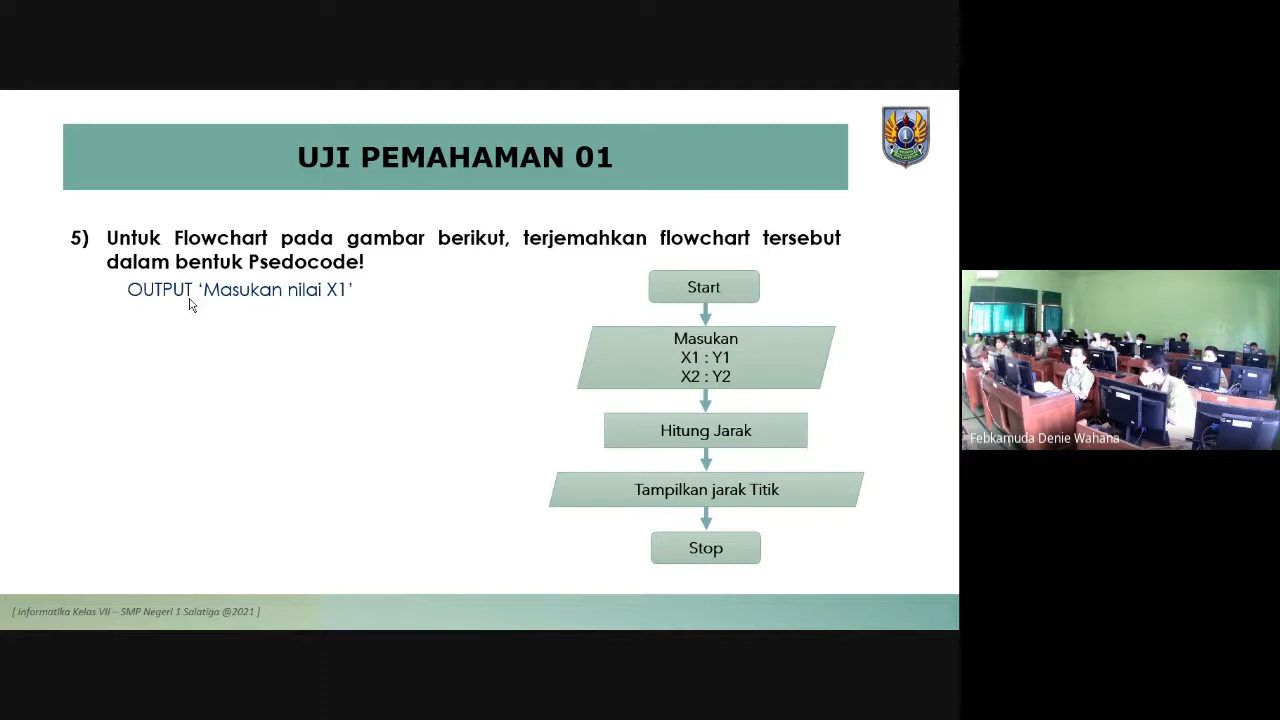 UJI PEMAHAMAN 01
5) Untuk Flowchart pada gambar berikut, terjemahkan flowchart tersebut
dalam bentuk Psedocode!
OUTPUT ‘Masukan nilai X1’
Start
Masukan
X1 : Y1
X2 : Y2
Hitung Jarak
Tampilkan jarak Titik
Stop
[ Informatika Kelas VII – SMP Negeri 1 Salatiga @2021 ]
Febkamuda Denie Wahana